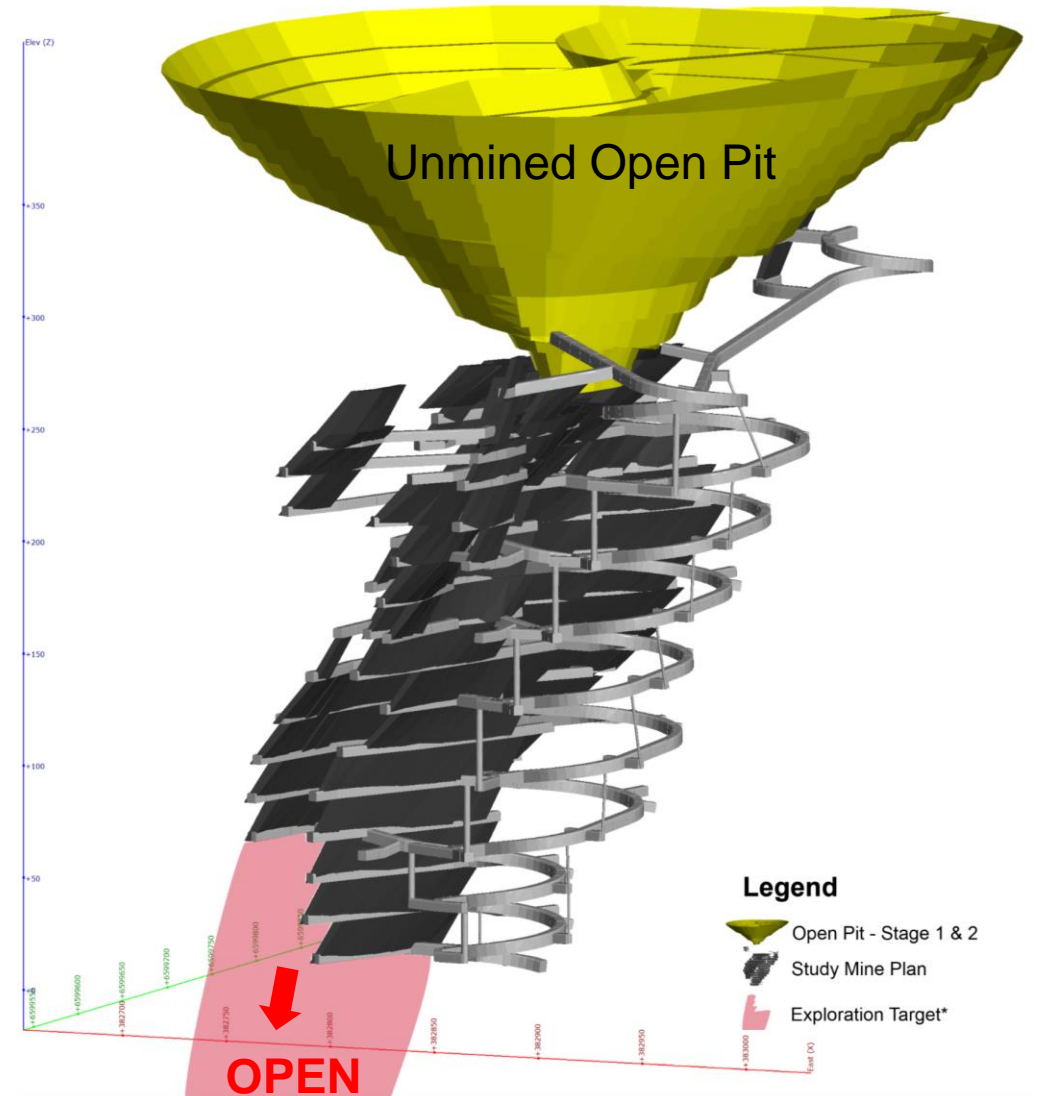 Elev (Z)
Unmined Open Pit
+350
+300
+250
+200
+150
+100
+50
+0
+6599600
+6599650
+6599700
+6599750
+6599800
+382700
+382750
+382800
+382850
+382900
+382950
+383000
East (X)
OPEN
Legend
Open Pit - Stage 1 & 2
Study Mine Plan
Exploration Target*